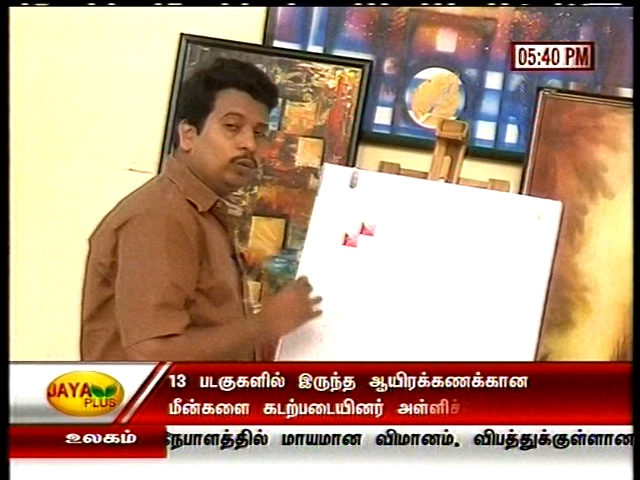 05:40 PM
JAYA PLUS
13 படகுகளில் இருந்த ஆயிரக்கணக்கான
மீன்களை கடற்படையினர்
உலகம்
நேபாளத்தில் மாயமான விமானம். விபத்துக்குள்ளான